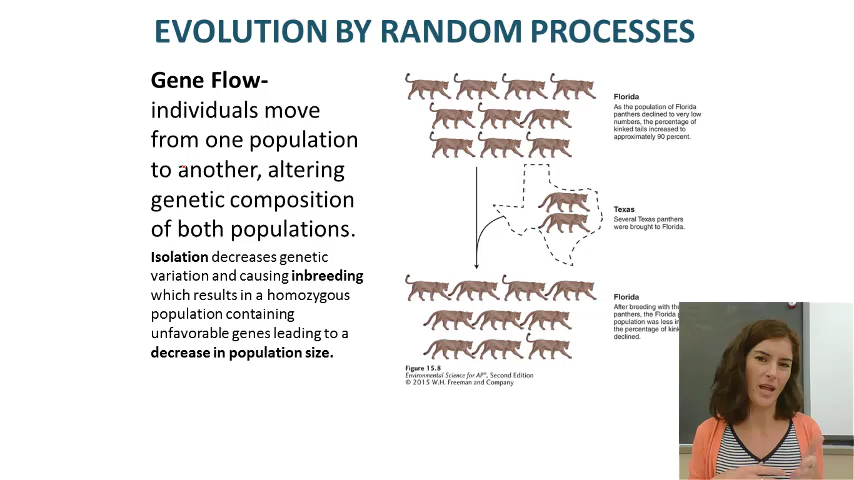 EVOLUTION BY RANDOM PROCESSES
Gene Flow-
individuals move
from one population
to another, altering
genetic composition
of both populations.
Isolation decreases genetic
variation and causing inbreeding
which results in a homozygous
population containing
unfavorable genes leading to a
decrease in population size.
Florida
As the population of Florida
panthers declined to very low
numbers, the percentage of
kinked tails increased to
approximately 90 percent.
Texas
Several Texas panthers
were brought to Florida.
Florida
After breeding with
panthers, the Florida
population was less
the percentage of
declined.
Figure 15.8
Environmental Science for AP®, Second Edition
© 2015 W.H. Freeman and Company